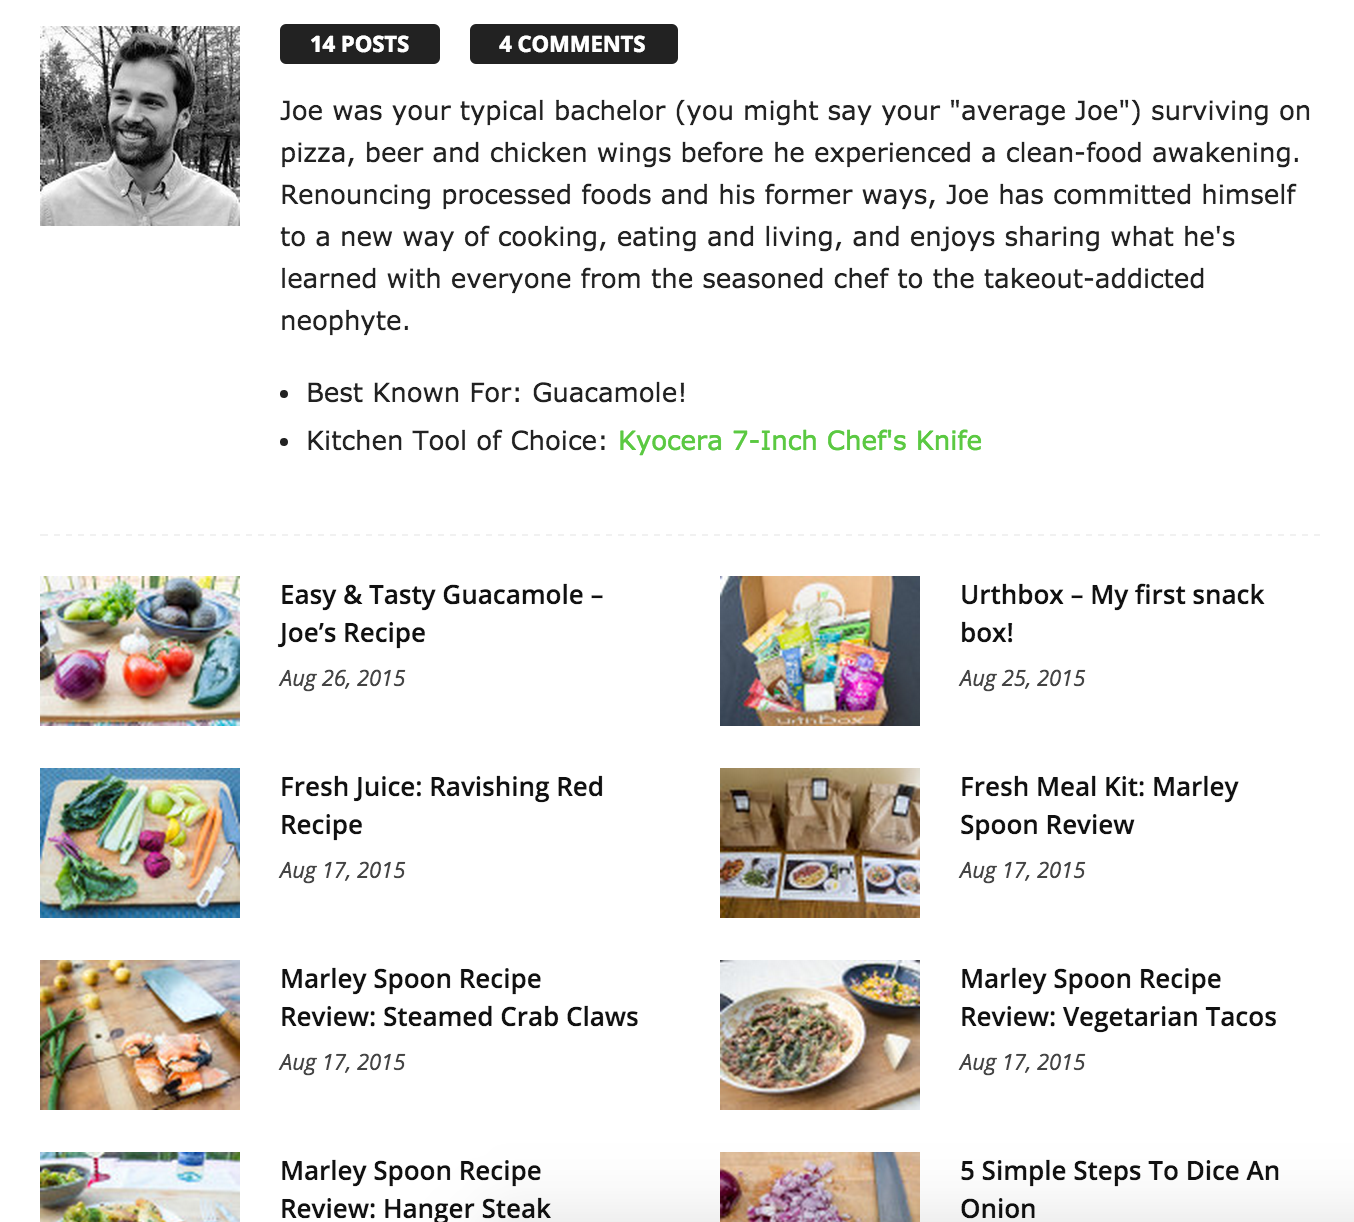 14 POSTS
4 COMMENTS
Joe was your typical bachelor (you might say your "average Joe") surviving on
pizza, beer and chicken wings before he experienced a clean-food awakening.
Renouncing processed foods and his former ways, Joe has committed himself
to a new way of cooking, eating and living, and enjoys sharing what he's
learned with everyone from the seasoned chef to the takeout-addicted
neophyte.
• Best Known For: Guacamole!
• Kitchen Tool of Choice: Kyocera 7-Inch Chef's Knife
Easy & Tasty Guacamole –
Joe’s Recipe
Aug 26, 2015
urthBox
Urthbox – My first snack
box!
Aug 25, 2015
Fresh Juice: Ravishing Red
Recipe
Aug 17, 2015
Fresh Meal Kit: Marley
Spoon Review
Aug 17, 2015
Marley Spoon Recipe
Review: Steamed Crab Claws
Aug 17, 2015
Marley Spoon Recipe
Review: Vegetarian Tacos
Aug 17, 2015
Marley Spoon Recipe
Review: Hanger Steak
5 Simple Steps To Dice An
Onion